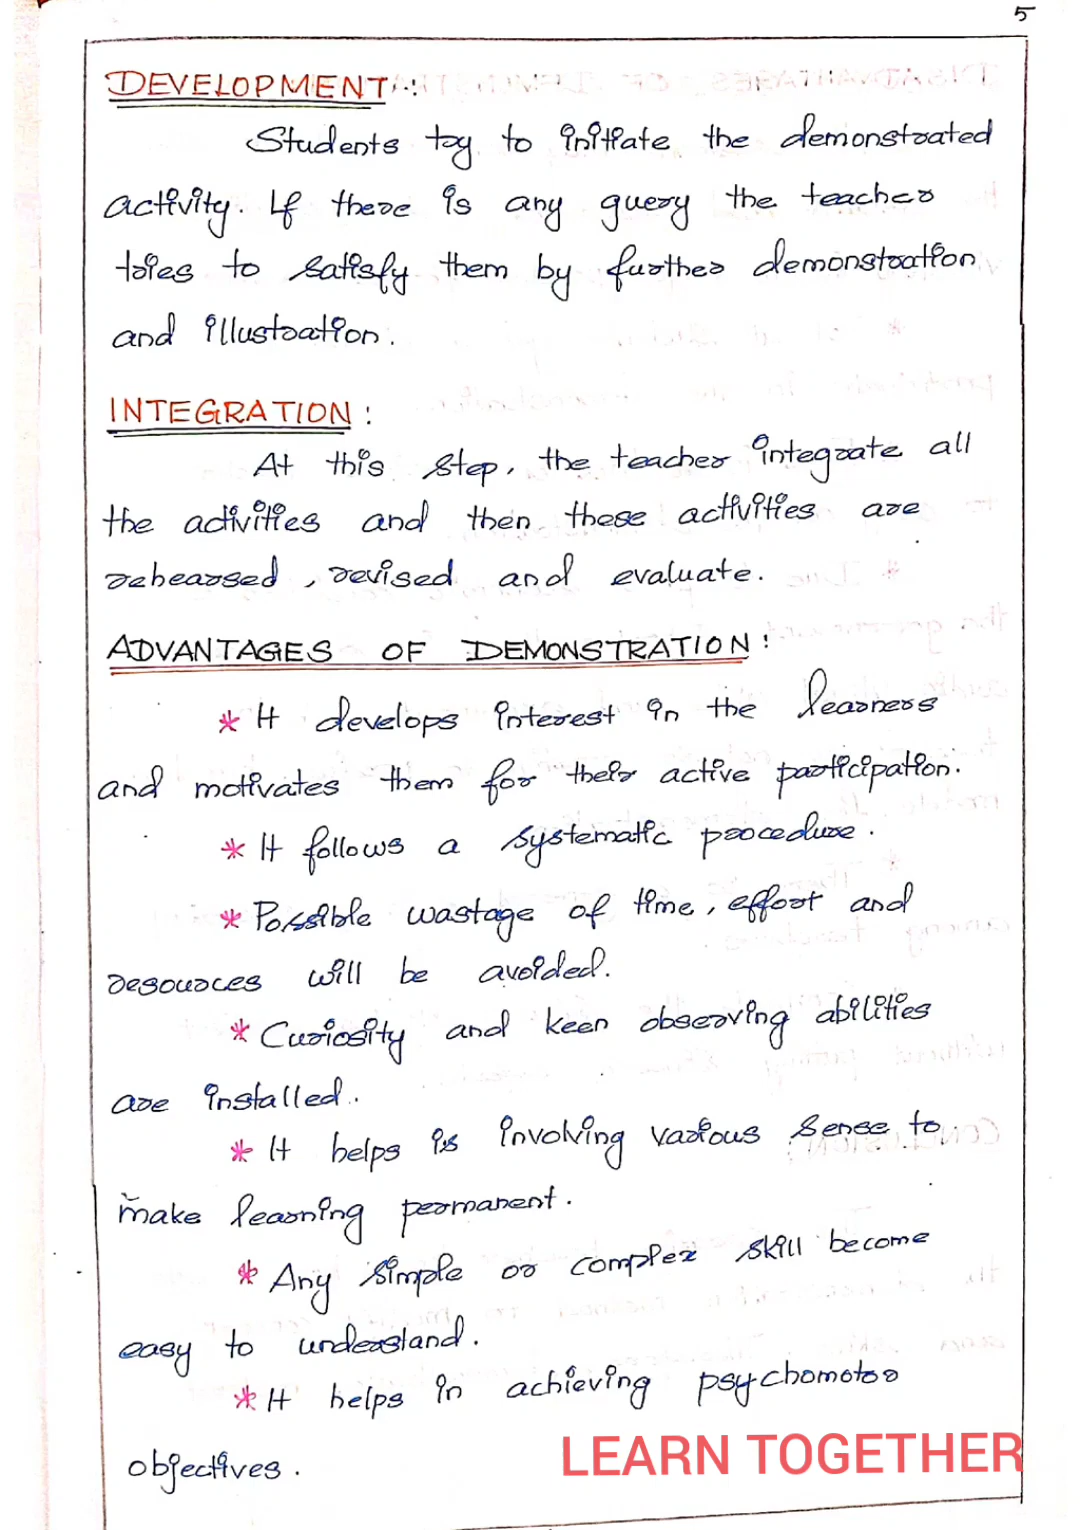 5
DEVELOPMENT :
Students try to initiate the demonstrated
activity. If there is any query the teacher
tries to satisfy them by further demonstration
and illustration.
INTEGRATION :
At this step, the teacher integrate all
the activities and then these activities are
rehearsed, revised and evaluate.
ADVANTAGES OF DEMONSTRATION :
* It develops interest in the learners
and motivates them for their active participation.
* It follows a systematic procedure.
* Possible wastage of time, effort and
resources will be avoided.
* Curiosity and keen observing abilities
are installed.
* It helps is involving various sense to
make learning permanent.
* Any simple or complex skill become
easy to understand.
* It helps in achieving psychomotor
objectives.
LEARN TOGETHER